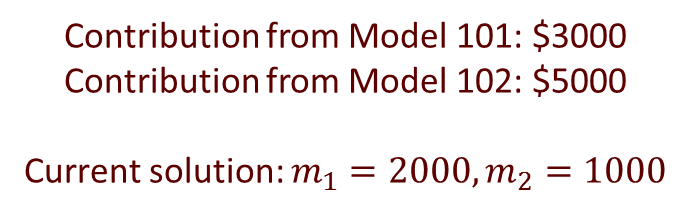 Contribution from Model 101: $3000
Contribution from Model 102: $5000
Current solution: m₁ = 2000, m₂ = 1000